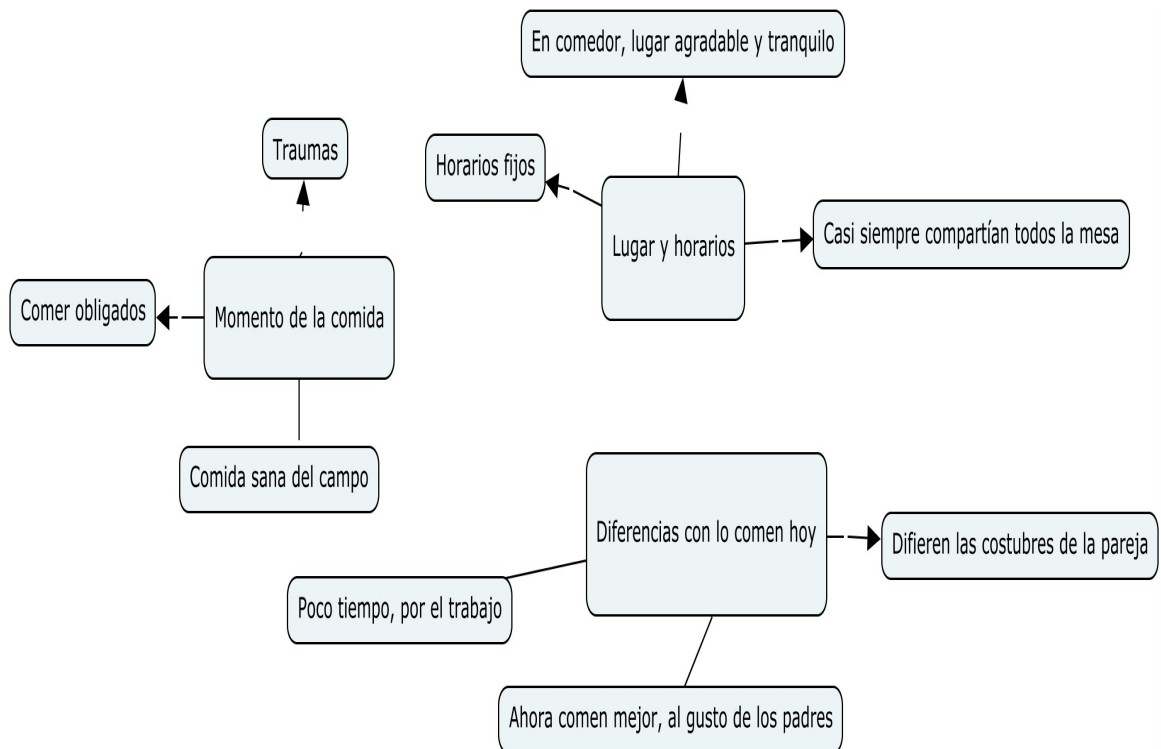 En comedor, lugar agradable y tranquilo
Traumas
Horarios fijos
Casi siempre compartían todos la mesa
Lugar y horarios
Comer obligados
Momento de la comida
Comida sana del campo
Diferencias con lo comen hoy
Difieren las costubres de la pareja
Poco tiempo, por el trabajo
Ahora comen mejor, al gusto de los padres